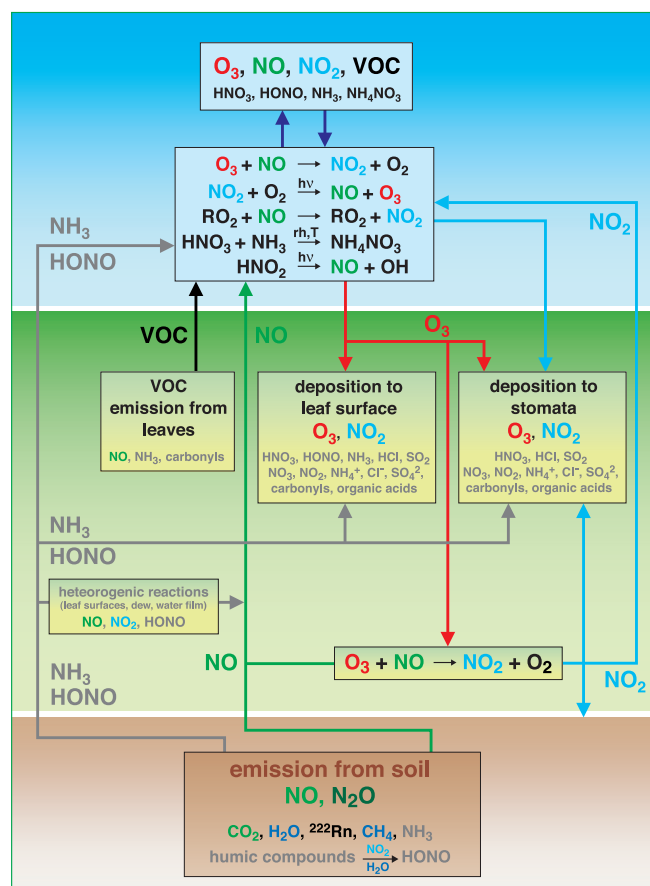 O₃, NO, NO₂, VOC
HNO₃, HONO, NH₃, NH₄NO₃
O₃ + NO → NO₂ + O₂
NO₂ + O₂ hν→ NO + O₃
RO₂ + NO → RO₂ + NO₂
HNO₃ + NH₃ rh,T→ NH₄NO₃
HNO₂ hν→ NO + OH
NH₃
HONO
NO₂
VOC
NO
O₃
VOC
emission from
leaves
NO, NH₃, carbonyls
deposition to
leaf surface
O₃, NO₂
HNO₃, HONO, NH₃, HCl, SO₂
NO₃, NO₂, NH₄⁺, Cl⁻, SO₄²,
carbonyls, organic acids
deposition to
stomata
O₃, NO₂
HNO₃, HCl, SO₂
NO₃, NO₂, NH₄⁺, Cl⁻, SO₄²,
carbonyls, organic acids
NH₃
HONO
heterogenic reactions
(leaf surfaces, dew, water film)
NO, NO₂, HONO
NO
O₃ + NO → NO₂ + O₂
NO₂
NH₃
HONO
emission from soil
NO, N₂O
CO₂, H₂O, ²²²Rn, CH₄, NH₃
humic compounds NO₂→H₂O HONO